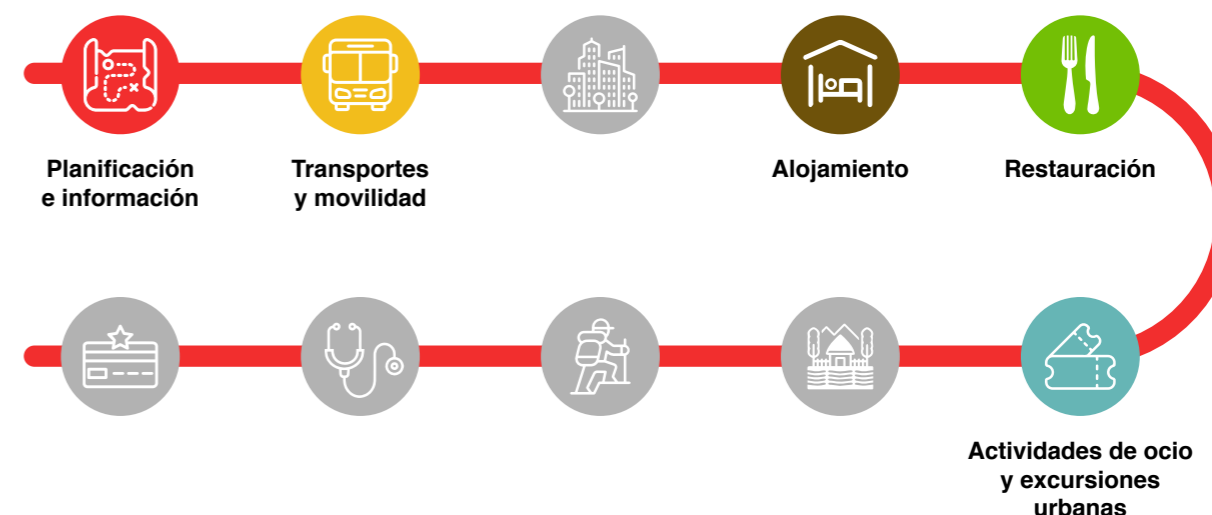 Planificación
e información
Transportes
y movilidad
Alojamiento
Restauración
Actividades de ocio
y excursiones
urbanas